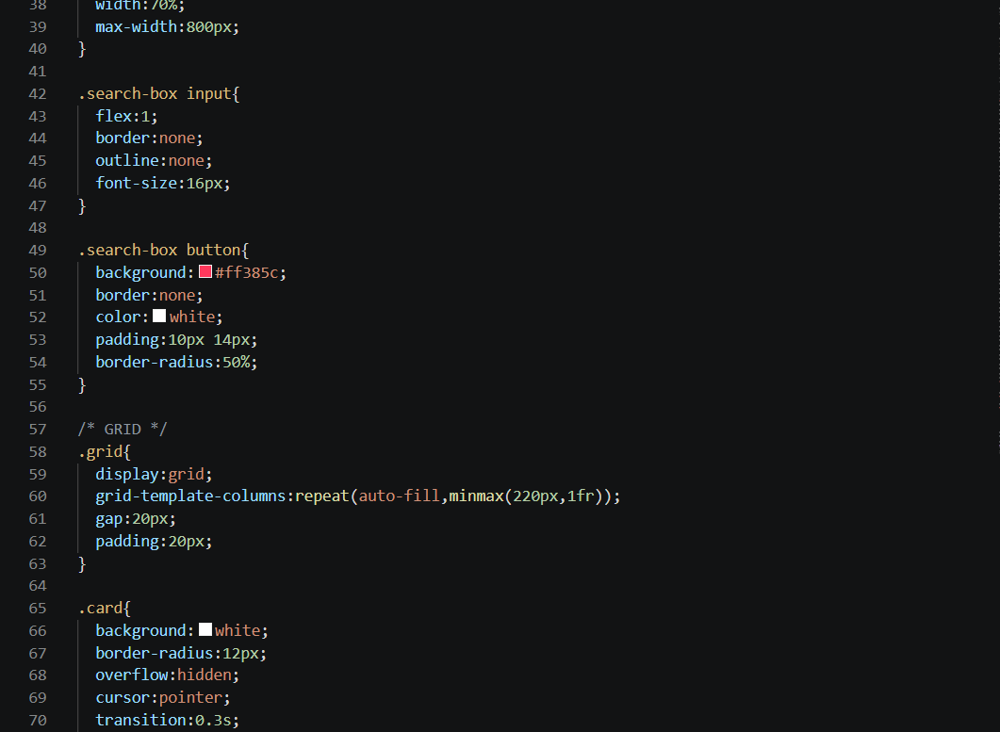 38 width:70%;
39 max-width:800px;
40 }
41
42 .search-box input{
43 flex:1;
44 border:none;
45 outline:none;
46 font-size:16px;
47 }
48
49 .search-box button{
50 background:#ff385c;
51 border:none;
52 color:white;
53 padding:10px 14px;
54 border-radius:50%;
55 }
56
57 /* GRID */
58 .grid{
59 display:grid;
60 grid-template-columns:repeat(auto-fill,minmax(220px,1fr));
61 gap:20px;
62 padding:20px;
63 }
64
65 .card{
66 background:white;
67 border-radius:12px;
68 overflow:hidden;
69 cursor:pointer;
70 transition:0.3s;